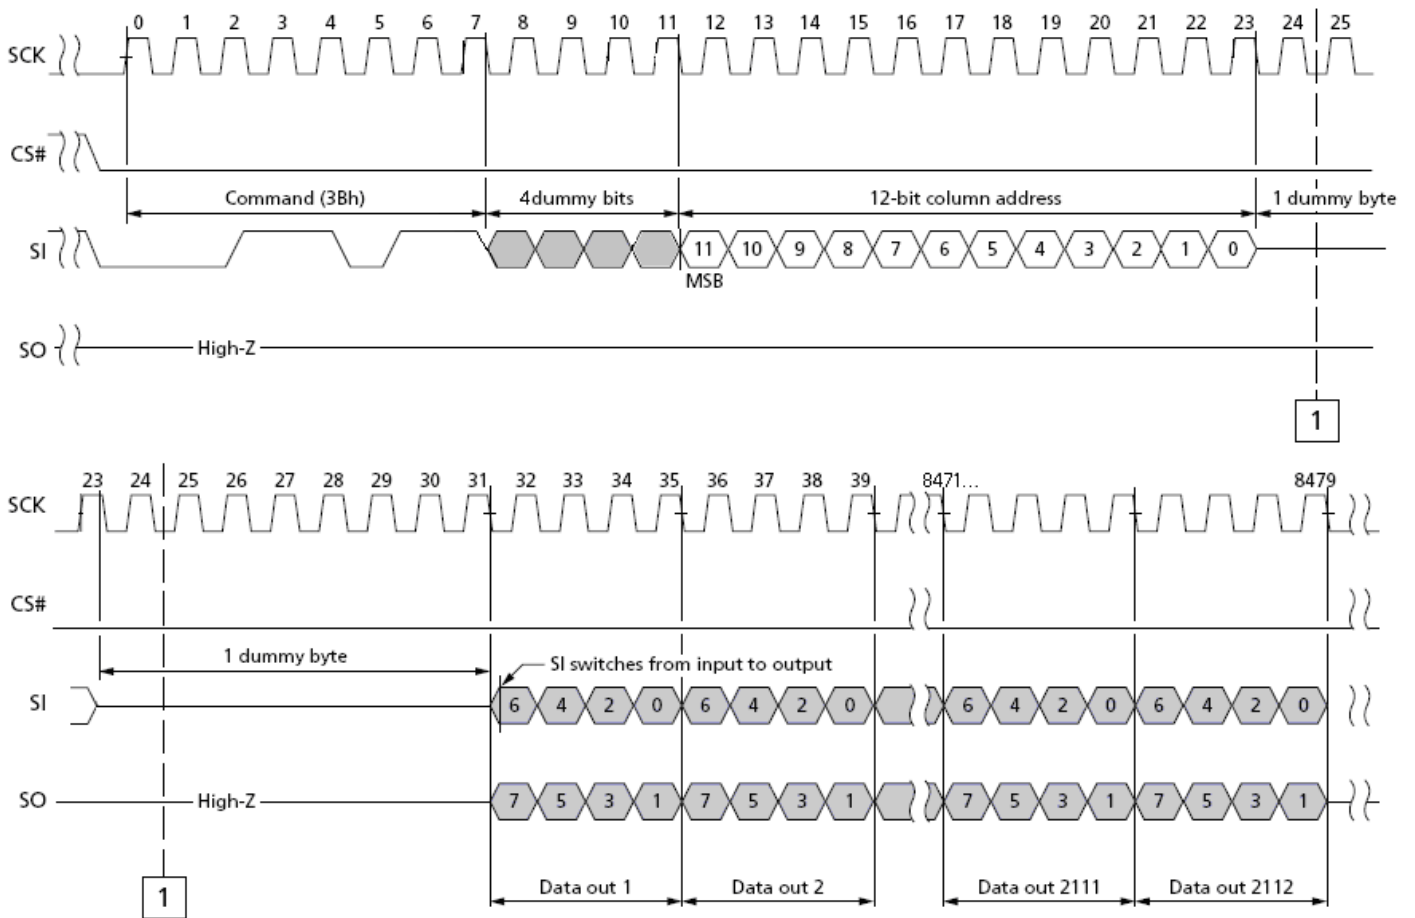 0 1 2 3 4 5 6 7 8 9 10 11 12 13 14 15 16 17 18 19 20 21 22 23 24 25
SCK
CS#
Command (3Bh) 4dummy bits 12-bit column address 1 dummy byte
SI 11 10 9 8 7 6 5 4 3 2 1 0
MSB
SO High-Z
1
23 24 25 26 27 28 29 30 31 32 33 34 35 36 37 38 39 8471... 8479
SCK
CS#
1 dummy byte SI switches from input to output
SI 6 4 2 0 6 4 2 0 6 4 2 0 6 4 2 0
SO High-Z 7 5 3 1 7 5 3 1 7 5 3 1 7 5 3 1
1 Data out 1 Data out 2 Data out 2111 Data out 2112